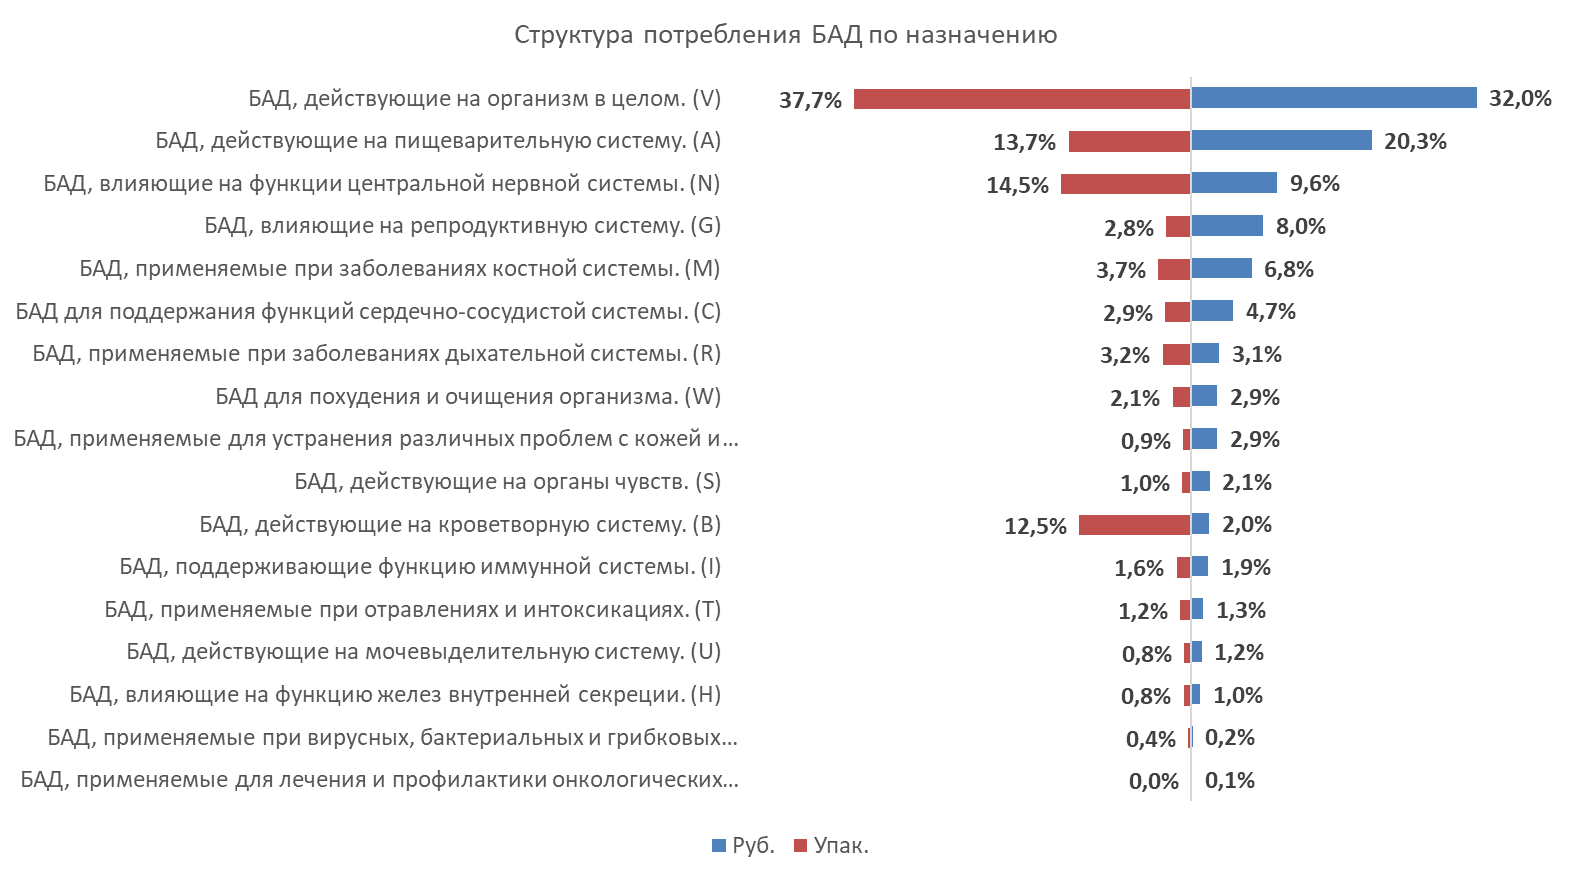 Структура потребления БАД по назначению
БАД, действующие на организм в целом. (V) 37,7% 32,0%
БАД, действующие на пищеварительную систему. (A) 13,7% 20,3%
БАД, влияющие на функции центральной нервной системы. (N) 14,5% 9,6%
БАД, влияющие на репродуктивную систему. (G) 2,8% 8,0%
БАД, применяемые при заболеваниях костной системы. (M) 3,7% 6,8%
БАД для поддержания функций сердечно-сосудистой системы. (C) 2,9% 4,7%
БАД, применяемые при заболеваниях дыхательной системы. (R) 3,2% 3,1%
БАД для похудения и очищения организма. (W) 2,1% 2,9%
БАД, применяемые для устранения различных проблем с кожей и... 0,9% 2,9%
БАД, действующие на органы чувств. (S) 1,0% 2,1%
БАД, действующие на кроветворную систему. (B) 12,5% 2,0%
БАД, поддерживающие функцию иммунной системы. (I) 1,6% 1,9%
БАД, применяемые при отравлениях и интоксикациях. (T) 1,2% 1,3%
БАД, действующие на мочевыделительную систему. (U) 0,8% 1,2%
БАД, влияющие на функцию желез внутренней секреции. (H) 0,8% 1,0%
БАД, применяемые при вирусных, бактериальных и грибковых... 0,4% 0,2%
БАД, применяемые для лечения и профилактики онкологических... 0,0% 0,1%
Руб. Упак.